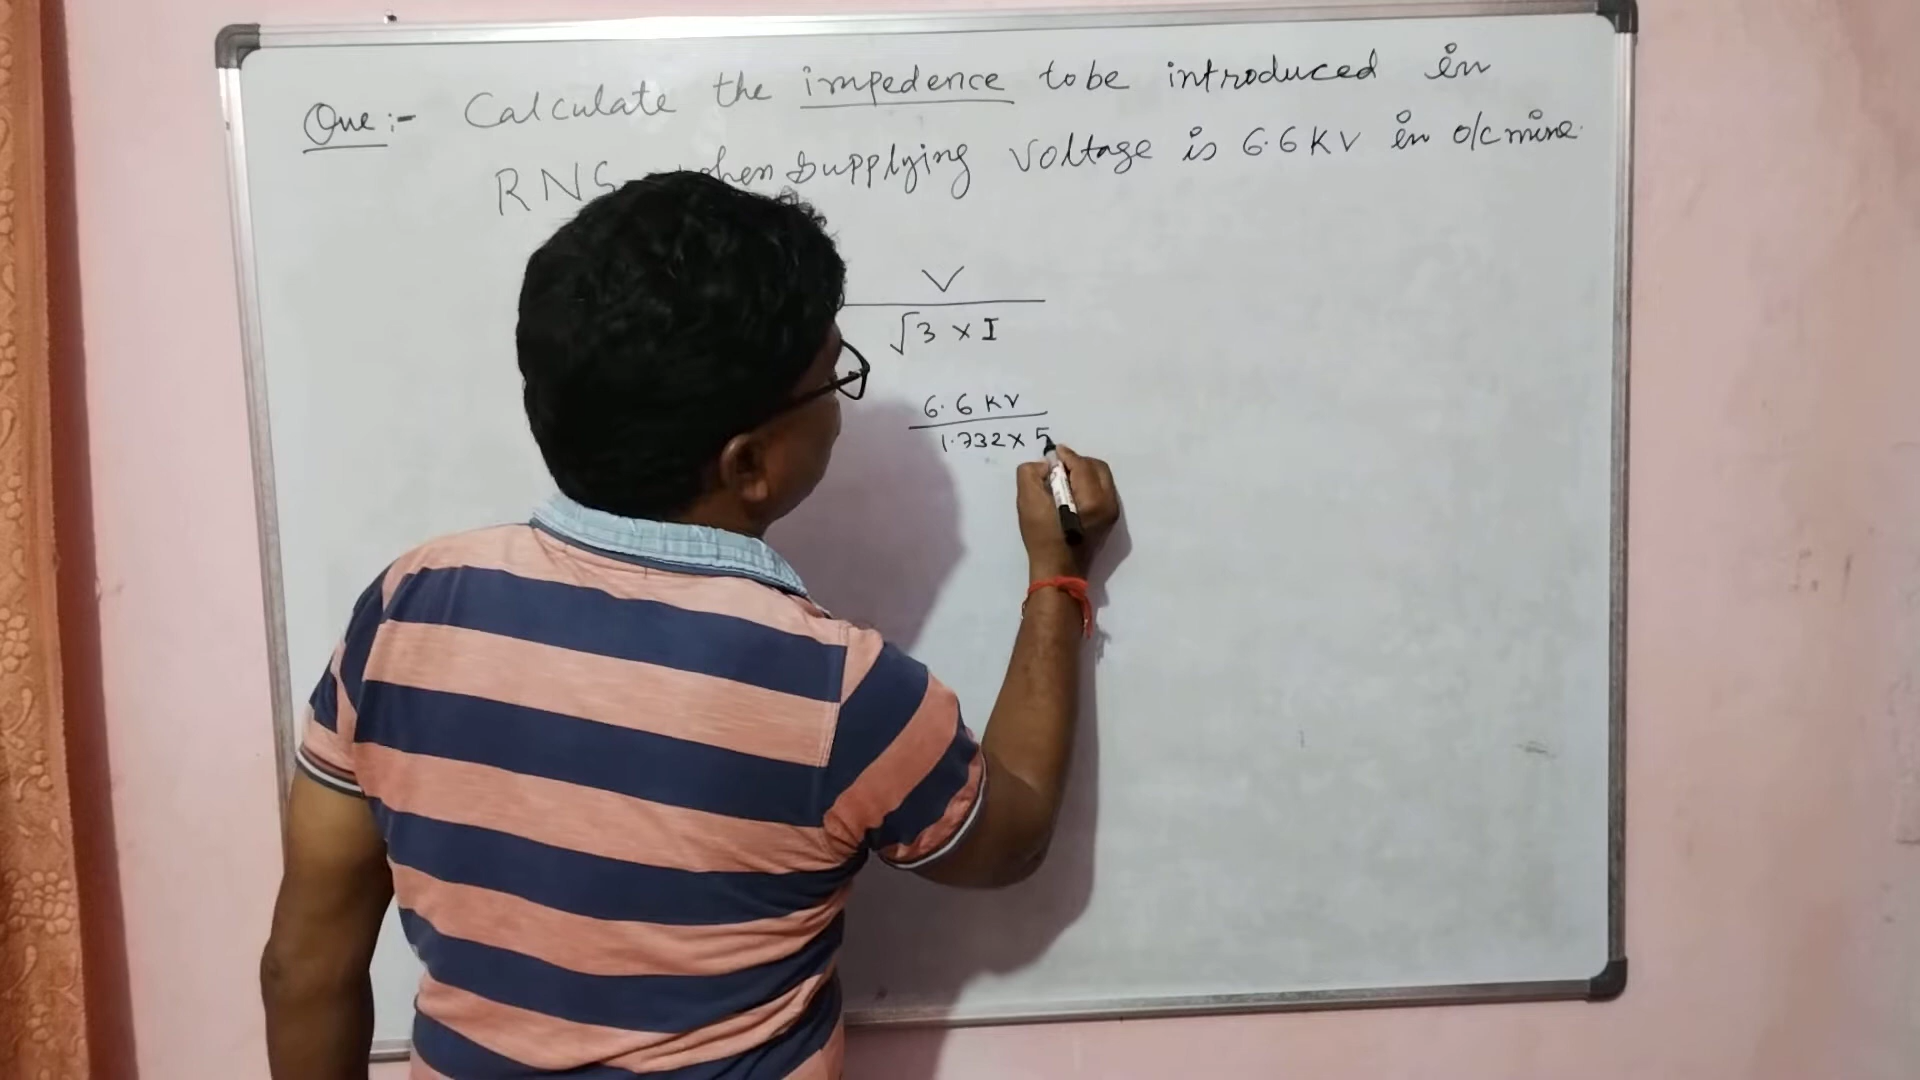 Que:- Calculate the impedence to be introduced in
RNS when supplying voltage is 6.6 KV in o/c mine.
V
√3 x I
6.6 KV
1.732 x 5